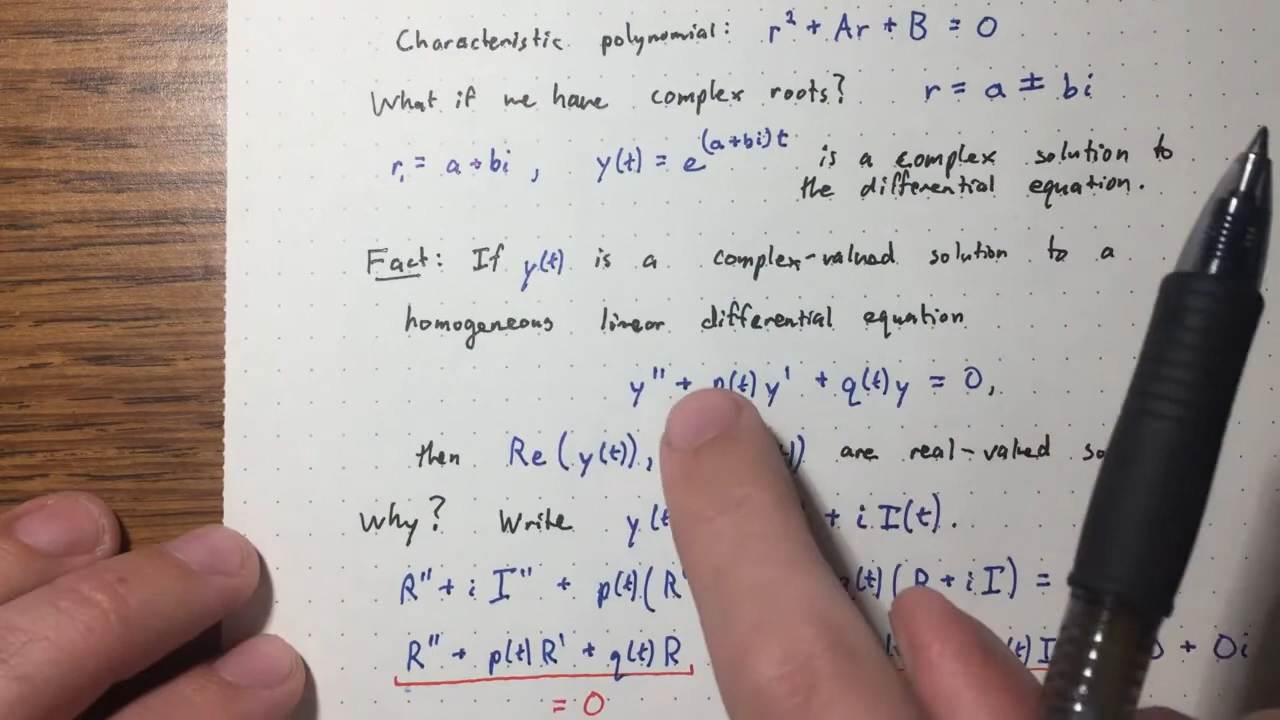 Characteristic polynomial: r² + Ar + B = 0
What if we have complex roots? r = a ± bi
r₁ = a + bi , y(t) = e^(a+bi)t is a complex solution to
the differential equation.
Fact: If y(t) is a complex-valued solution to a
homogeneous linear differential equation
y'' + p(t) y' + q(t) y = 0,
then Re(y(t)), are real-valued
Why? Write + i I(t).
R'' + i I'' + p(t)( (R + i I) =
R'' + p(t) R' + q(t) R + 0i
= 0